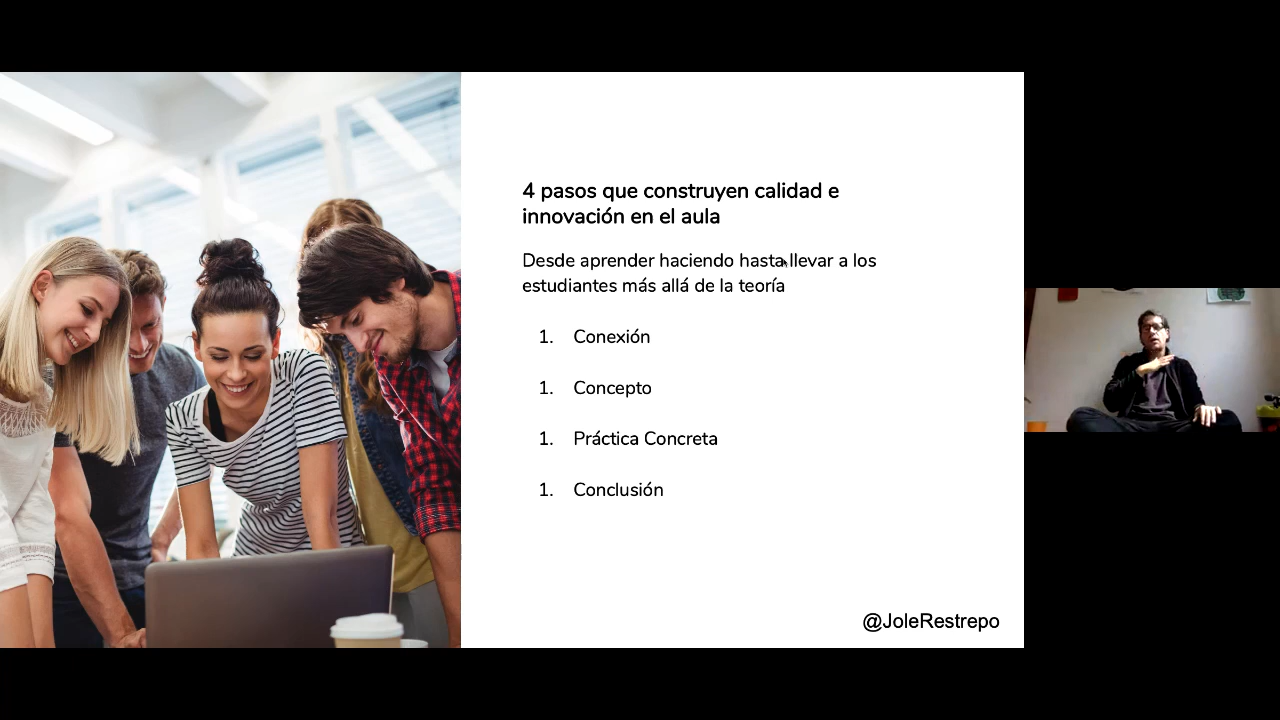 4 pasos que construyen calidad e
innovación en el aula
Desde aprender haciendo hasta llevar a los
estudiantes más allá de la teoría
1. Conexión
1. Concepto
1. Práctica Concreta
1. Conclusión
@JoleRestrepo